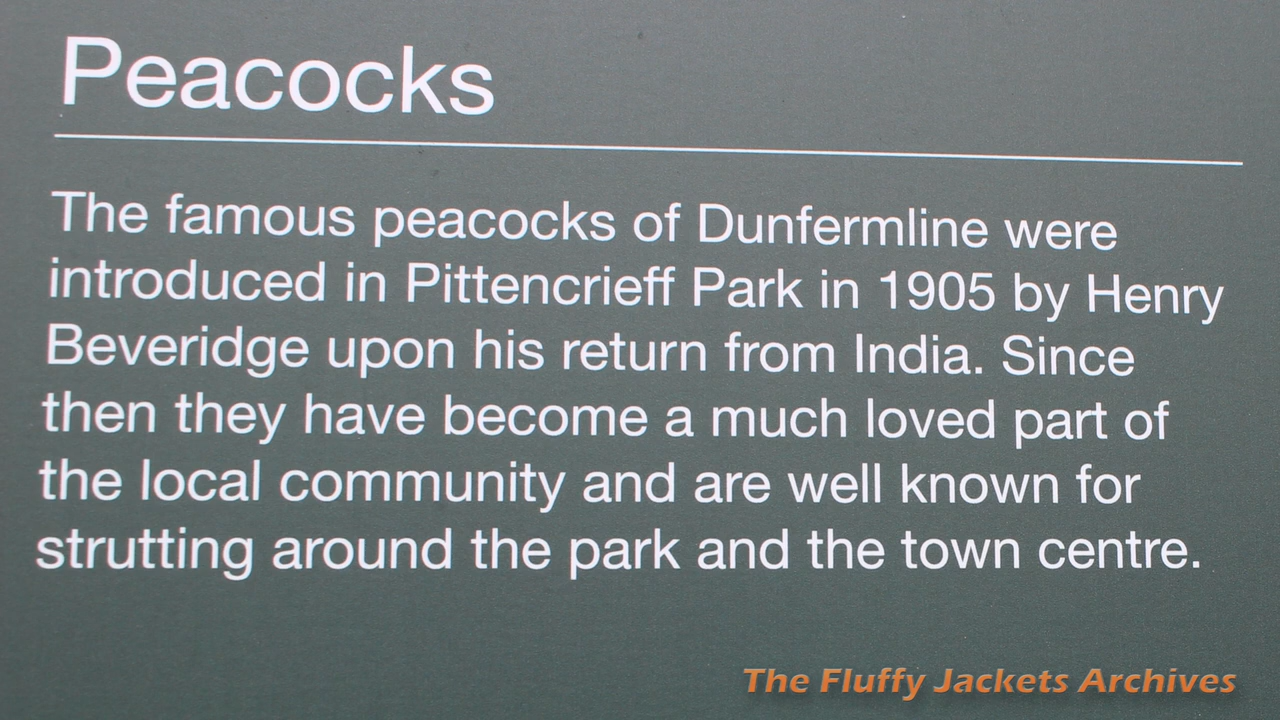 Peacocks
The famous peacocks of Dunfermline were
introduced in Pittencrieff Park in 1905 by Henry
Beveridge upon his return from India. Since
then they have become a much loved part of
the local community and are well known for
strutting around the park and the town centre.
The Fluffy Jackets Archives